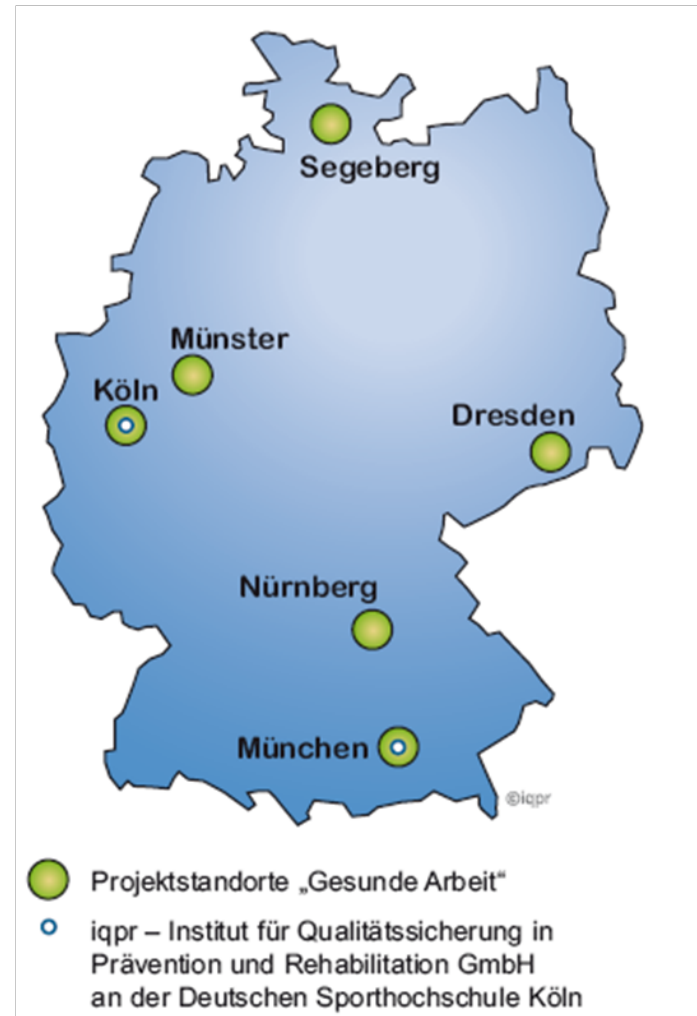 Segeberg
Münster
Köln
Dresden
Nürnberg
München
©iqpr
Projektstandorte „Gesunde Arbeit“
iqpr – Institut für Qualitätssicherung in
Prävention und Rehabilitation GmbH
an der Deutschen Sporthochschule Köln